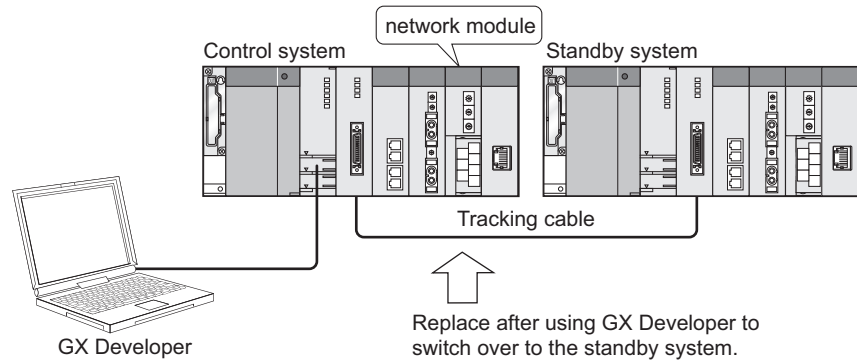 network module
Control system
Standby system
Tracking cable
GX Developer
Replace after using GX Developer to
switch over to the standby system.